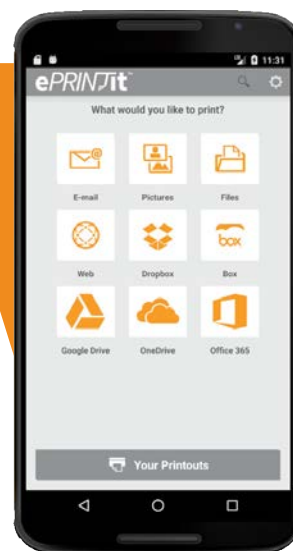 11:31
ePRINTit
What would you like to print?
E-mail Pictures Files
Web Dropbox box Box
Google Drive OneDrive Office 365
Your Printouts